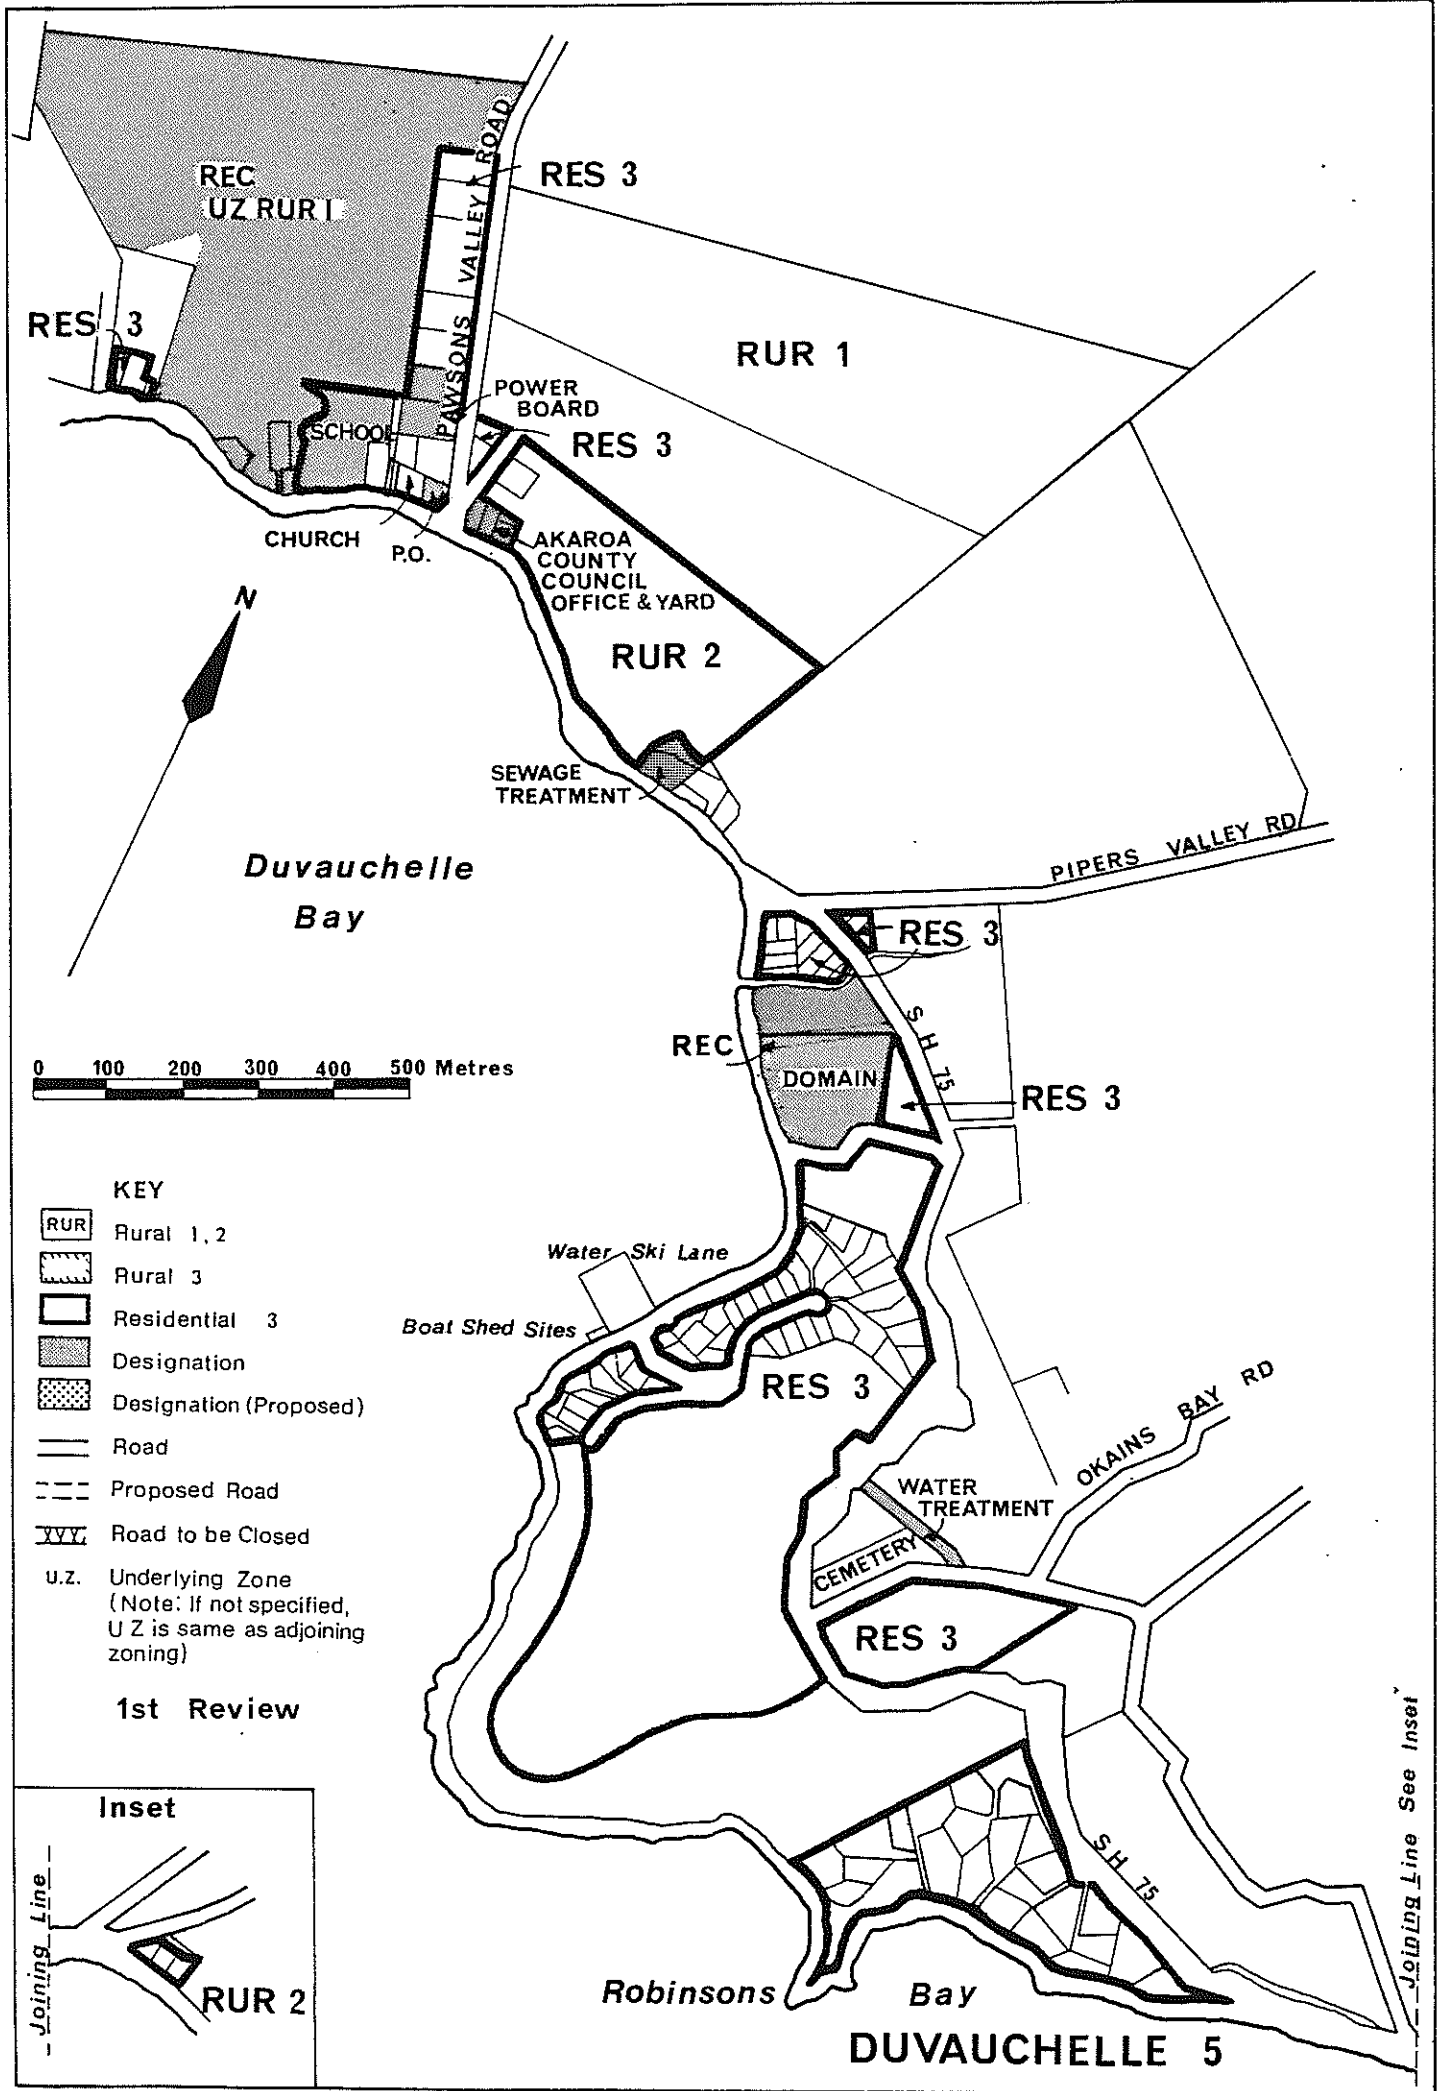 REC
UZ RUR I
PAWSONS VALLEY ROAD
RES 3
RES 3
RUR 1
POWER
BOARD
SCHOOL
RES 3
CHURCH
P.O.
AKAROA
COUNTY
COUNCIL
OFFICE & YARD
N
RUR 2
SEWAGE
TREATMENT
Duvauchelle
Bay
PIPERS VALLEY RD
RES 3
S H 75
REC
DOMAIN
RES 3
0 100 200 300 400 500 Metres
KEY
RUR Rural 1, 2
Rural 3
Residential 3
Designation
Designation (Proposed)
Road
Proposed Road
Road to be Closed
U.Z. Underlying Zone
(Note: If not specified,
U Z is same as adjoining
zoning)
1st Review
Water Ski Lane
Boat Shed Sites
RES 3
OKAINS BAY RD
WATER
TREATMENT
CEMETERY
RES 3
SH 75
Joining Line See Inset
Inset
Joining Line
RUR 2
Robinsons Bay
DUVAUCHELLE 5